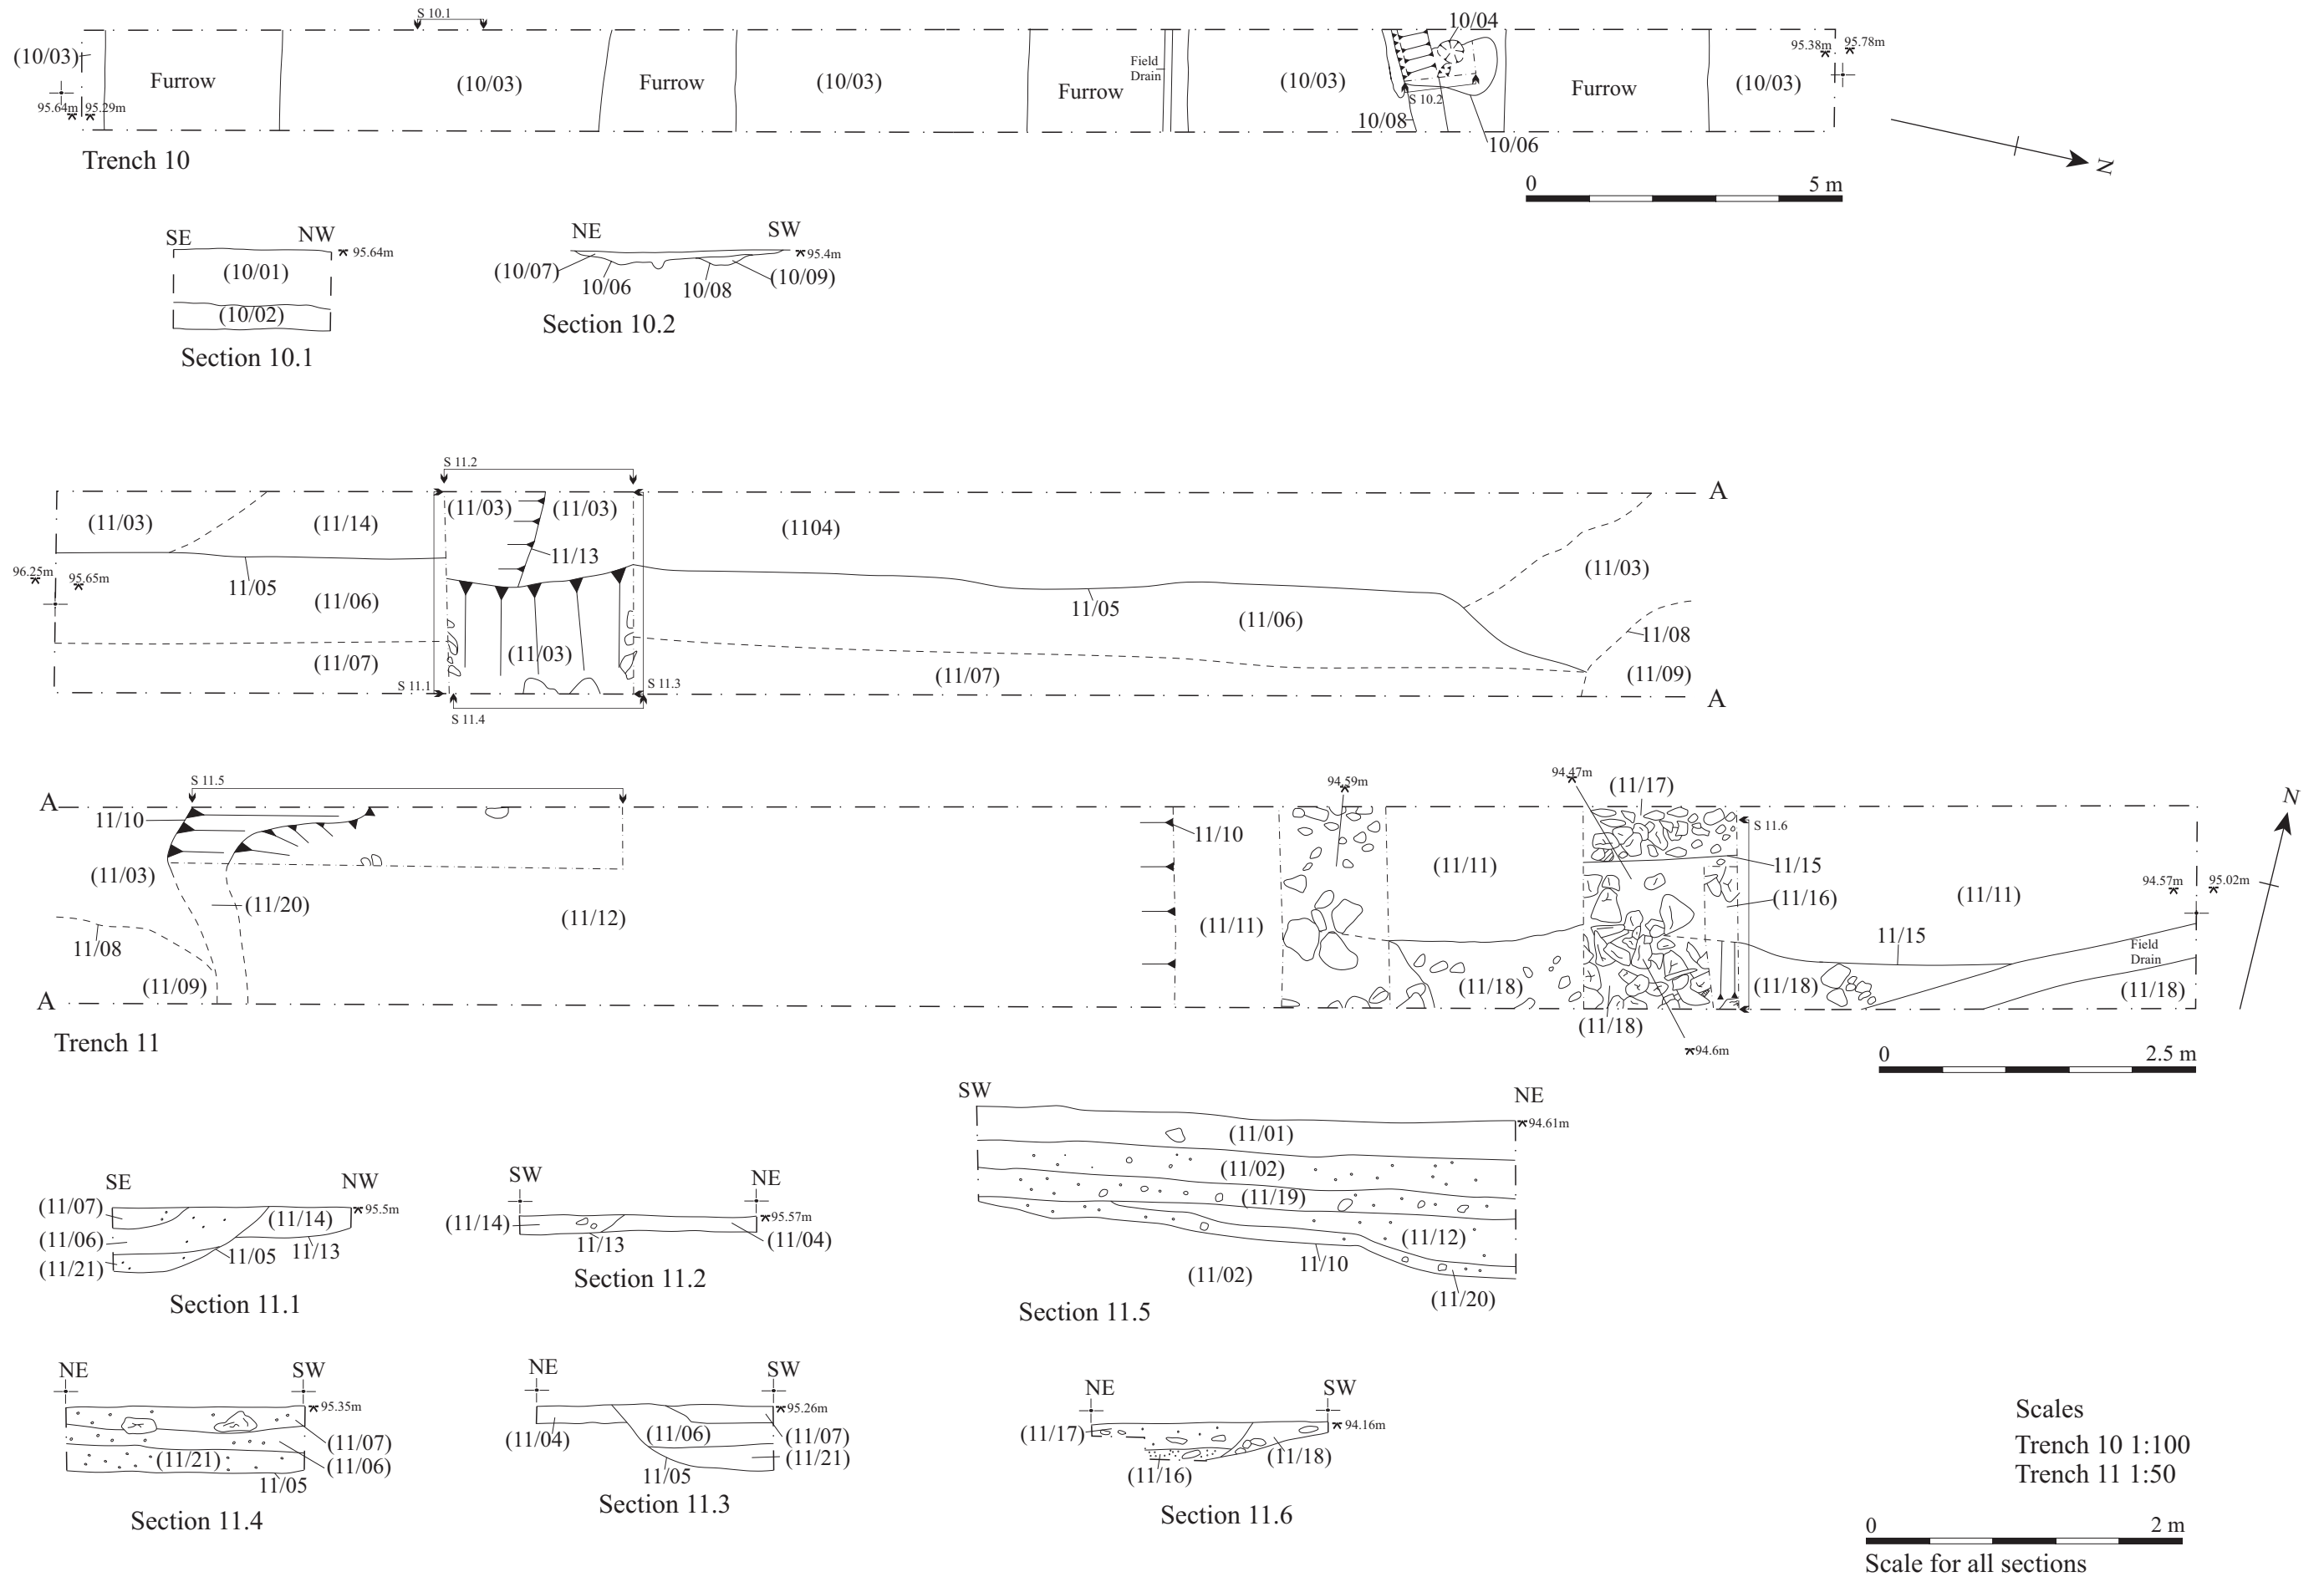 S 10.1
10/04
(10/03)
Furrow
(10/03)
Furrow
(10/03)
Furrow
Field
Drain
(10/03)
Furrow
(10/03)
95.38m
95.78m
95.64m
95.29m
S 10.2
10/08
10/06
Trench 10
N
0
5 m
SE
NW
95.64m
(10/01)
(10/02)
Section 10.1
NE
SW
95.4m
(10/07)
10/06
10/08
(10/09)
Section 10.2
S 11.2
A
(11/03)
(11/14)
(11/03)
(11/03)
(1104)
11/13
(11/03)
96.25m
95.65m
11/05
(11/06)
11/05
(11/06)
11/08
(11/07)
(11/03)
(11/07)
(11/09)
S 11.1
S 11.3
A
S 11.4
S 11.5
94.59m
94.47m
(11/17)
A
11/10
11/10
S 11.6
N
(11/03)
(11/11)
11/15
(11/20)
(11/12)
(11/11)
(11/16)
(11/11)
94.57m
95.02m
11/08
11/15
Field
Drain
(11/09)
(11/18)
(11/18)
(11/18)
A
(11/18)
94.6m
Trench 11
0
2.5 m
SE
NW
(11/07)
(11/14)
95.5m
(11/06)
11/05
11/13
(11/21)
Section 11.1
SW
NE
(11/14)
95.57m
11/13
(11/04)
Section 11.2
SW
NE
94.61m
(11/01)
(11/02)
(11/19)
(11/12)
11/10
(11/02)
(11/20)
Section 11.5
NE
SW
95.35m
(11/07)
(11/21)
(11/06)
11/05
Section 11.4
NE
SW
95.26m
(11/04)
(11/06)
(11/07)
(11/21)
11/05
Section 11.3
NE
SW
94.16m
(11/17)
(11/16)
(11/18)
Section 11.6
Scales
Trench 10 1:100
Trench 11 1:50
0
2 m
Scale for all sections